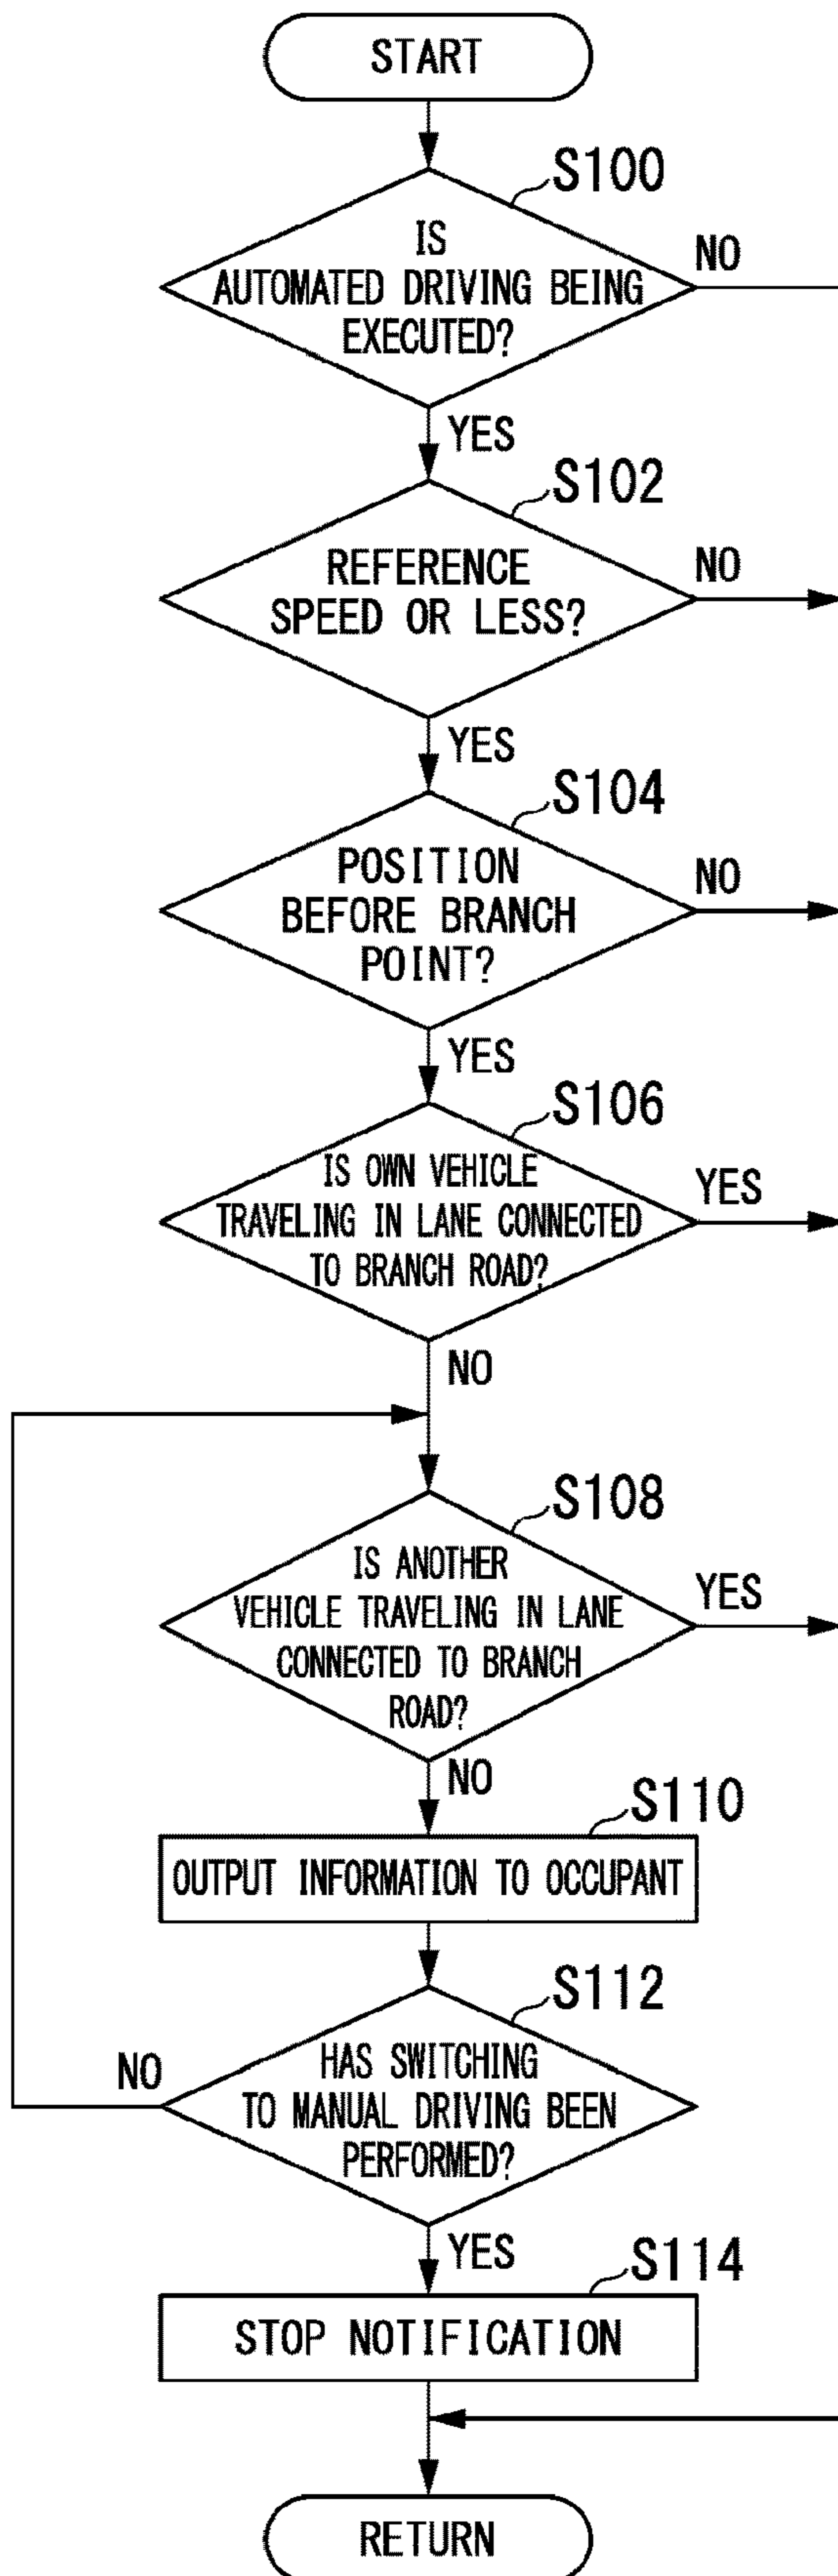 START
S100
IS
AUTOMATED DRIVING BEING
EXECUTED?
NO
YES
S102
REFERENCE
SPEED OR LESS?
NO
YES
S104
POSITION
BEFORE BRANCH
POINT?
NO
YES
S106
IS OWN VEHICLE
TRAVELING IN LANE CONNECTED
TO BRANCH ROAD?
YES
NO
S108
IS ANOTHER
VEHICLE TRAVELING IN LANE
CONNECTED TO BRANCH
ROAD?
YES
NO
S110
OUTPUT INFORMATION TO OCCUPANT
S112
HAS SWITCHING
TO MANUAL DRIVING BEEN
PERFORMED?
NO
YES
S114
STOP NOTIFICATION
RETURN